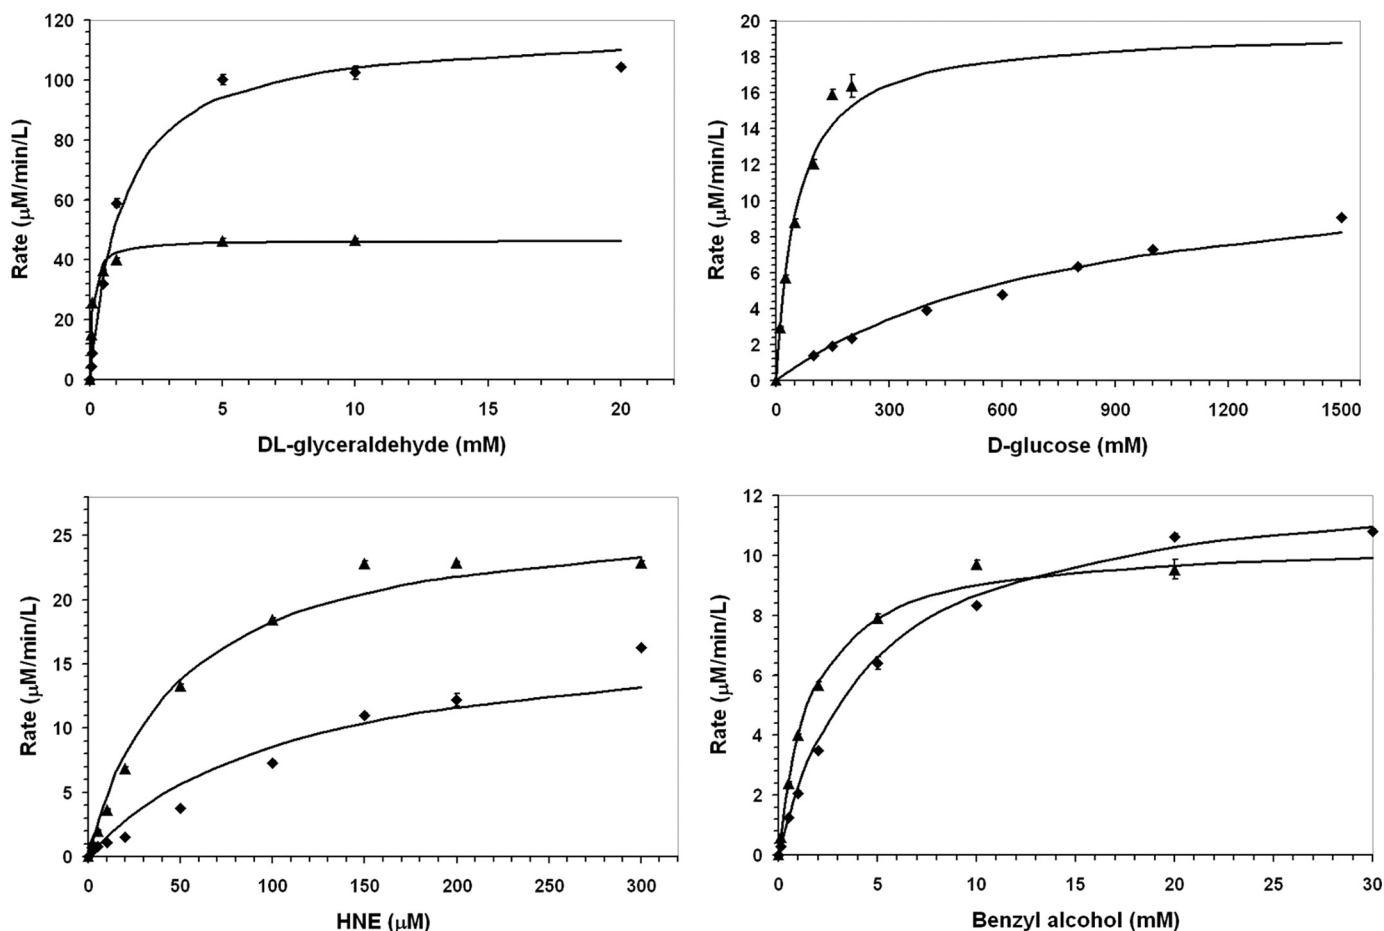 120
100
80
60
40
20
0
Rate (μM/min/L)
0 5 10 15 20
DL-glyceraldehyde (mM)
20
18
16
14
12
10
8
6
4
2
0
Rate (μM/min/L)
0 300 600 900 1200 1500
D-glucose (mM)
25
20
15
10
5
0
Rate (μM/min/L)
0 50 100 150 200 250 300
HNE (μM)
12
10
8
6
4
2
0
Rate (μM/min/L)
0 5 10 15 20 25 30
Benzyl alcohol (mM)